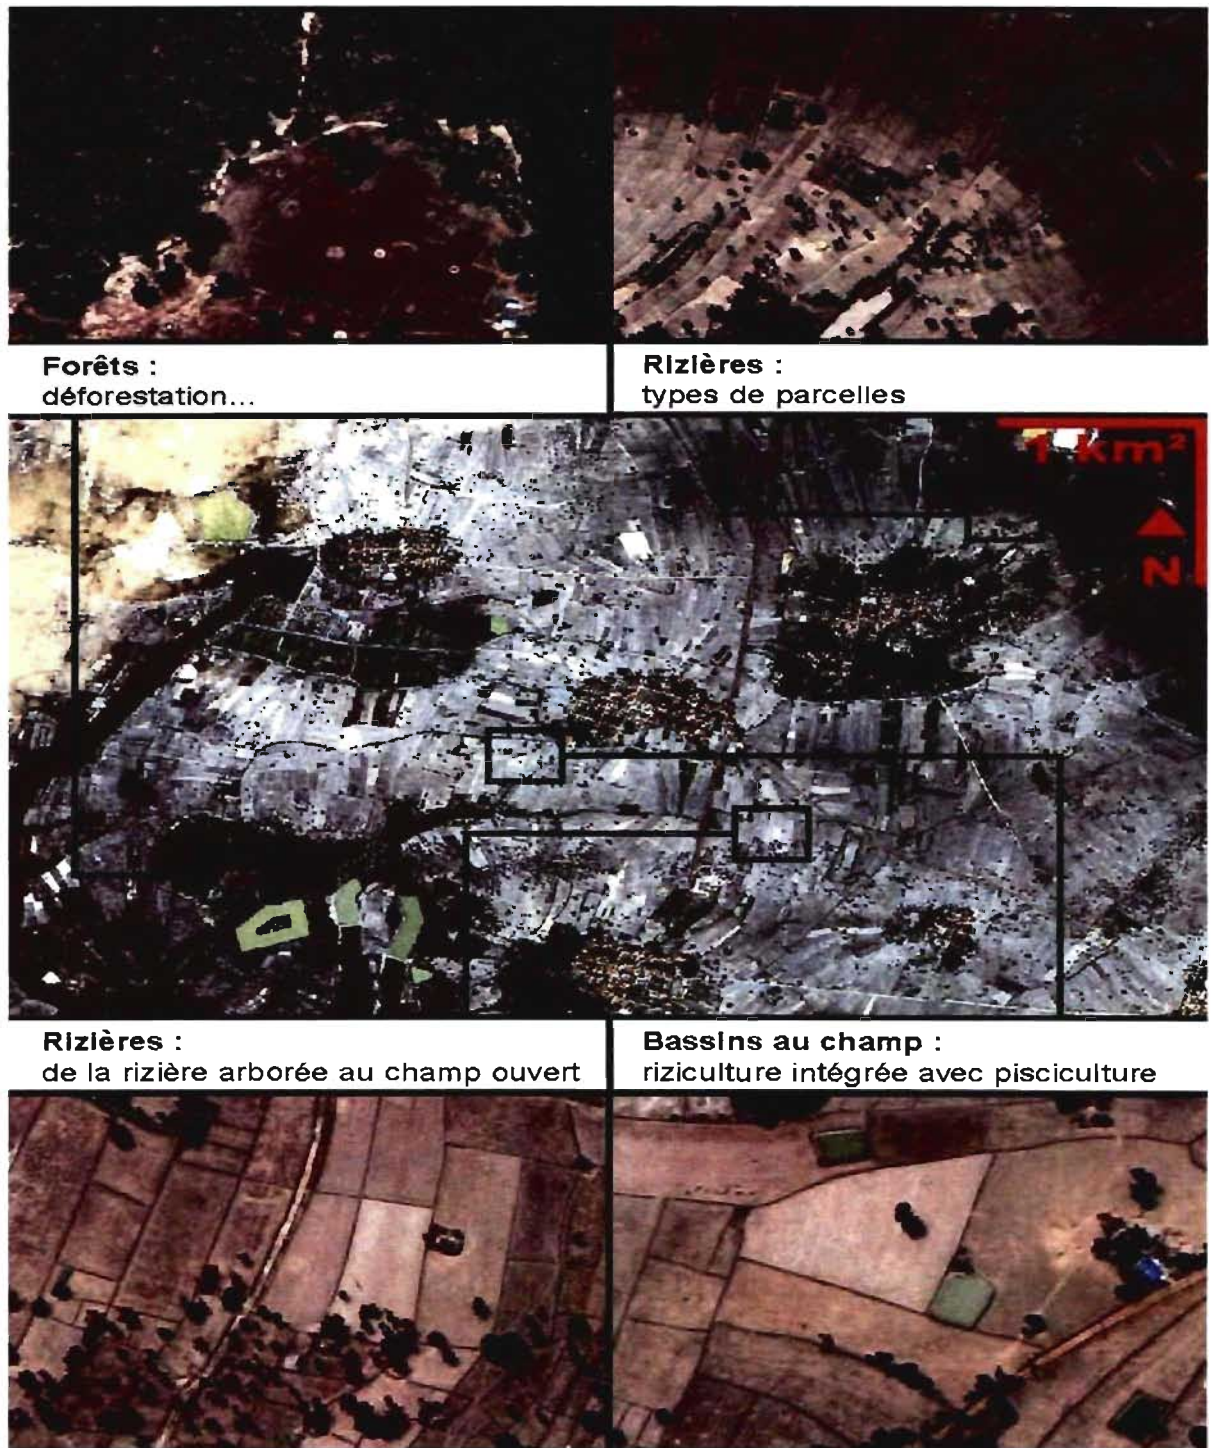 Forêts :
déforestation...
Rizières :
types de parcelles
1 km²
N
Rizières :
de la rizière arborée au champ ouvert
Bassins au champ :
riziculture intégrée avec pisciculture